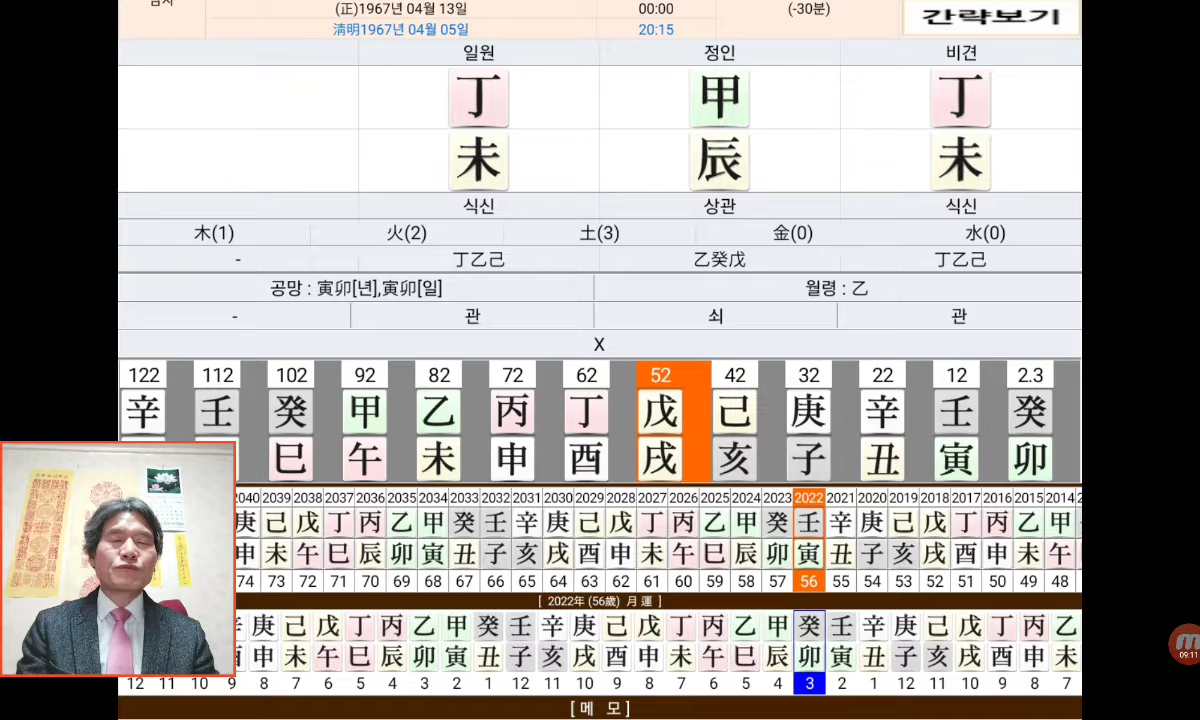 (正)1967년 04월 13일 00:00 (-30분)
간략보기
淸明1967년 04월 05일 20:15
일원 정인 비견
丁 甲 丁
未 辰 未
식신 상관 식신
木(1) 火(2) 土(3) 金(0) 水(0)
- 丁乙己 乙癸戊 丁乙己
공망 : 寅卯[년],寅卯[일] 월령 : 乙
- 관 쇠 관
X
122 112 102 92 82 72 62 52 42 32 22 12 2.3
辛 壬 癸 甲 乙 丙 丁 戊 己 庚 辛 壬 癸
巳 午 未 申 酉 戌 亥 子 丑 寅 卯
2040 2039 2038 2037 2036 2035 2034 2033 2032 2031 2030 2029 2028 2027 2026 2025 2024 2023 2022 2021 2020 2019 2018 2017 2016 2015 2014
庚 己 戊 丁 丙 乙 甲 癸 壬 辛 庚 己 戊 丁 丙 乙 甲 癸 壬 辛 庚 己 戊 丁 丙 乙 甲
申 未 午 巳 辰 卯 寅 丑 子 亥 戌 酉 申 未 午 巳 辰 卯 寅 丑 子 亥 戌 酉 申 未 午
74 73 72 71 70 69 68 67 66 65 64 63 62 61 60 59 58 57 56 55 54 53 52 51 50 49 48
[ 2022年 (56歲) 月 運 ]
庚 己 戊 丁 丙 乙 甲 癸 壬 辛 庚 己 戊 丁 丙 乙 甲 癸 壬 辛 庚 己 戊 丁 丙 乙
申 未 午 巳 辰 卯 寅 丑 子 亥 戌 酉 申 未 午 巳 辰 卯 寅 丑 子 亥 戌 酉 申 未
12 11 10 9 8 7 6 5 4 3 2 1 12 11 10 9 8 7 6 5 4 3 2 1 12 11 10 9 8 7
[ 메 모 ]
09:11